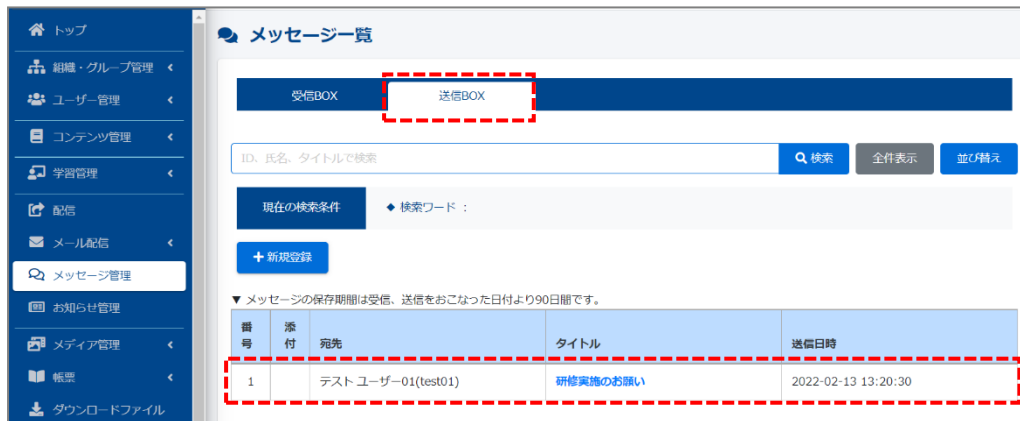 トップ
組織・グループ管理
ユーザー管理
コンテンツ管理
学習管理
配信
メール配信
メッセージ管理
お知らせ管理
メディア管理
帳票
ダウンロードファイル
メッセージ一覧
受信BOX 送信BOX
ID、氏名、タイトルで検索 検索 全件表示 並び替え
現在の検索条件 ◆ 検索ワード ：
+ 新規登録
▼ メッセージの保存期間は受信、送信をおこなった日付より90日間です。
番号 添付 宛先 タイトル 送信日時
1 テスト ユーザー01(test01) 研修実施のお願い 2022-02-13 13:20:30